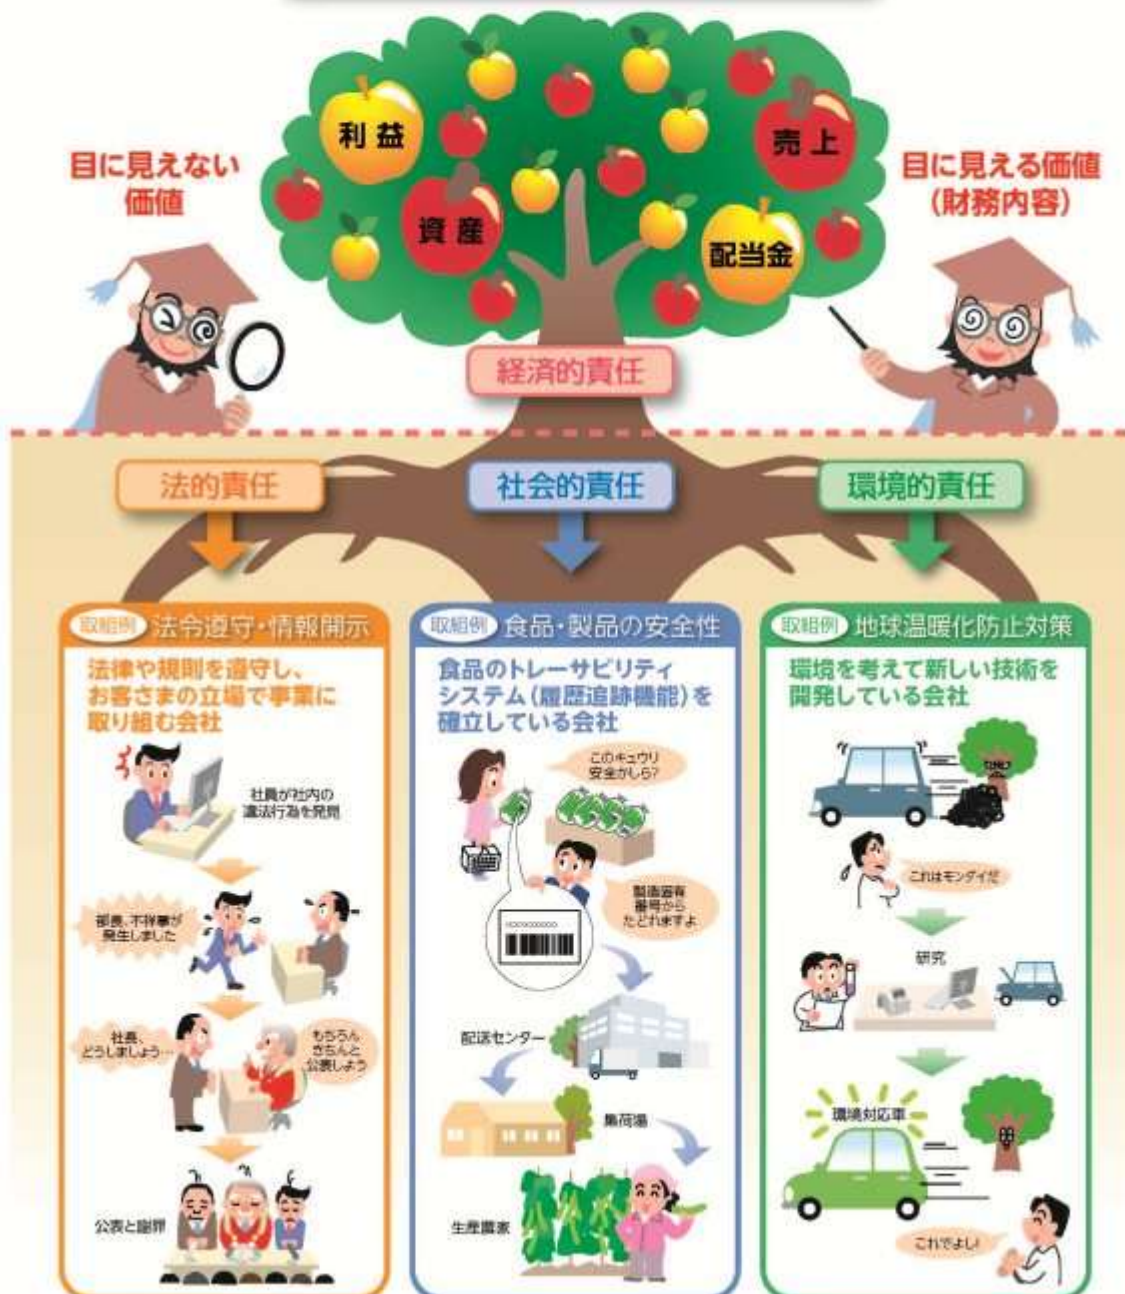 利益
売上
資産
配当金
目に見えない
価値
目に見える価値
(財務内容)
経済的責任
法的責任
社会的責任
環境的責任
取組例 法令遵守・情報開示
法律や規則を遵守し、
お客さまの立場で事業に
取り組む会社
社員が社内の
違法行為を発見
部長、不祥事が
発生しました
社長、
どうしましょう…
もちろん
きちんと
公表しよう
公表と謝罪
取組例 食品・製品の安全性
食品のトレーサビリティ
システム(履歴追跡機能)を
確立している会社
このキュウリ
安全かしら?
製造固有
番号から
たどれますよ
配送センター
集荷場
生産農家
取組例 地球温暖化防止対策
環境を考えて新しい技術を
開発している会社
これはモンダイだ
研究
環境対応車
これでよし!